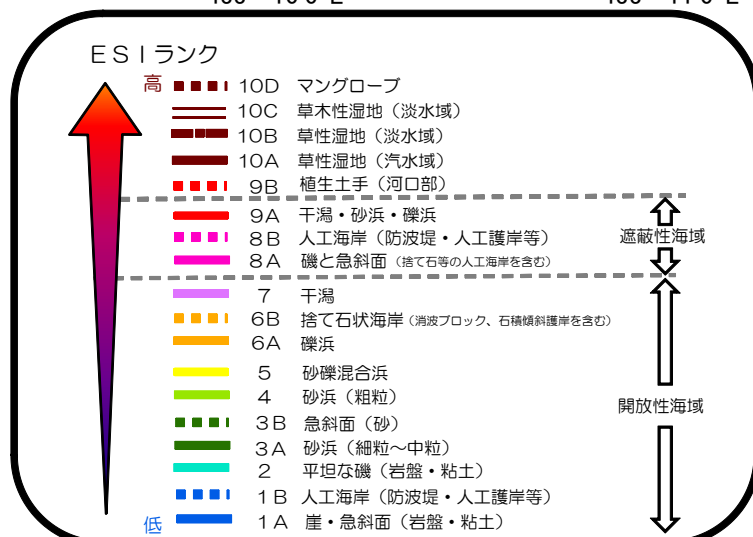 ESIランク
高 10D マングローブ
10C 草木性湿地（淡水域）
10B 草性湿地（淡水域）
10A 草性湿地（汽水域）
9B 植生土手（河口部）
9A 干潟・砂浜・礫浜
8B 人工海岸（防波堤・人工護岸等）
遮蔽性海域
8A 磯と急斜面（捨て石等の人工海岸を含む）
7 干潟
6B 捨て石状海岸（消波ブロック、石積傾斜護岸を含む）
6A 礫浜
5 砂礫混合浜
4 砂浜（粗粒）
開放性海域
3B 急斜面（砂）
3A 砂浜（細粒～中粒）
2 平坦な磯（岩盤・粘土）
1B 人工海岸（防波堤・人工護岸等）
低 1A 崖・急斜面（岩盤・粘土）